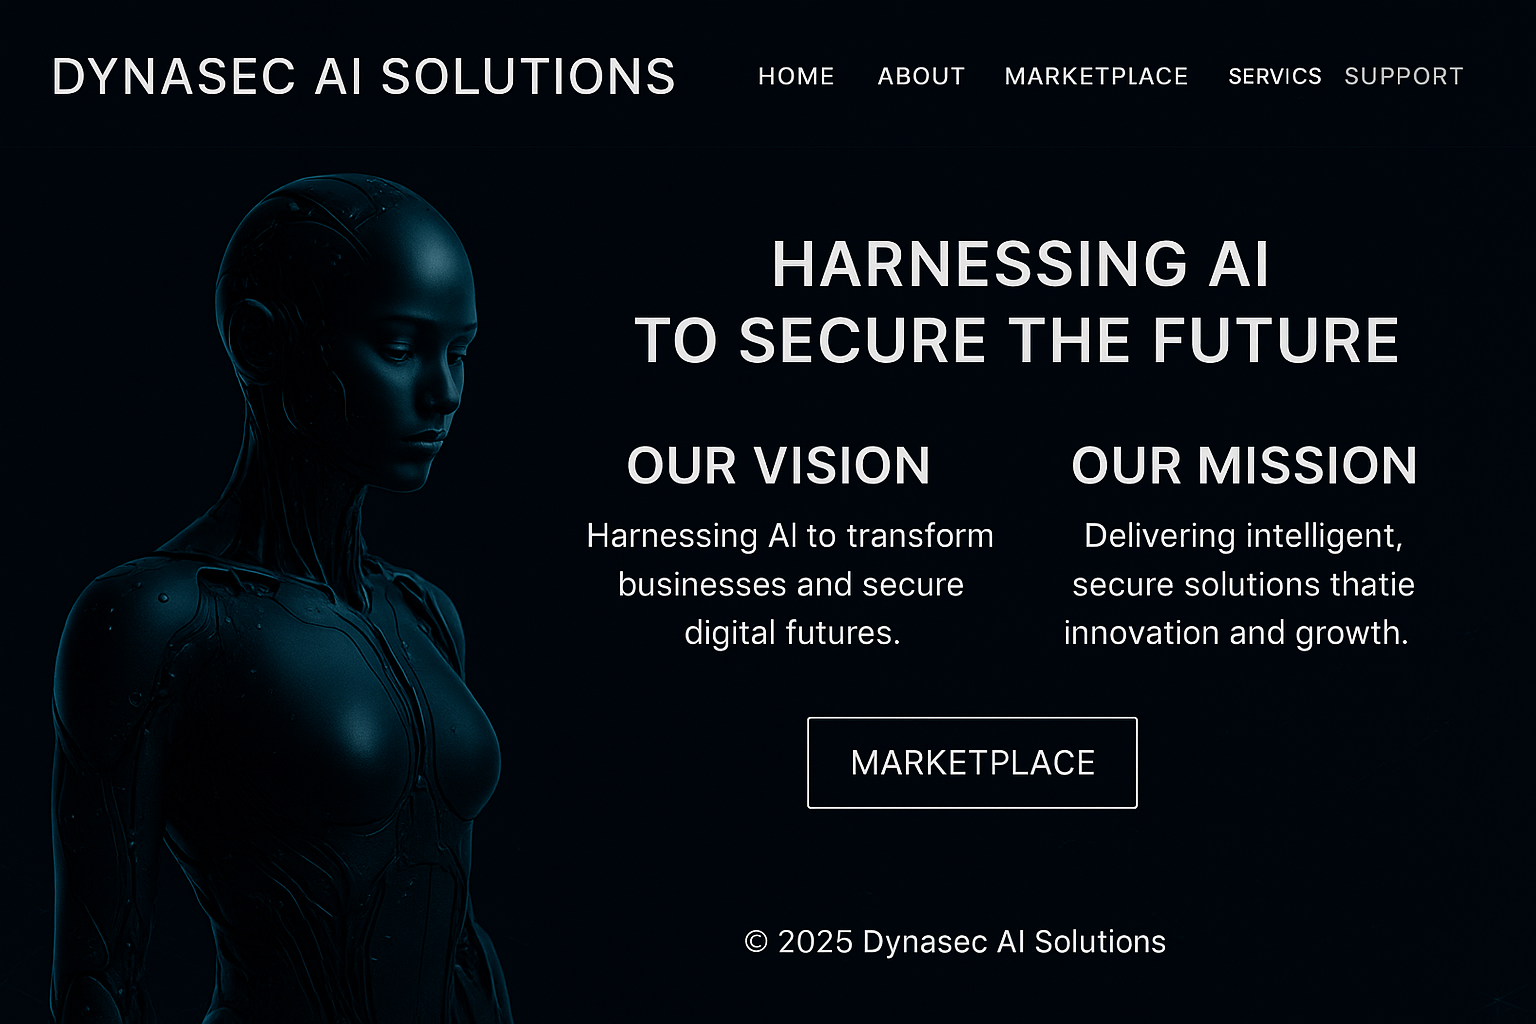 DYNASEC AI SOLUTIONS
HOME ABOUT MARKETPLACE SERVICS SUPPORT
HARNESSING AI
TO SECURE THE FUTURE
OUR VISION
Harnessing AI to transform
businesses and secure
digital futures.
OUR MISSION
Delivering intelligent,
secure solutions thatie
innovation and growth.
MARKETPLACE
© 2025 Dynasec AI Solutions